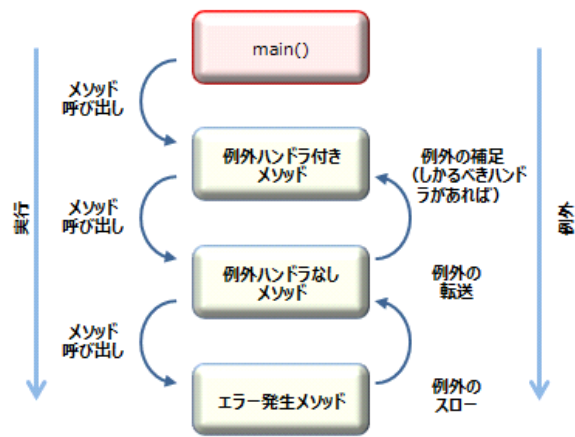 main()
メソッド
呼び出し
例外ハンドラ付き
メソッド
例外の補足
（しかるべきハンド
ラがあれば）
実行
メソッド
呼び出し
例外
例外ハンドラなし
メソッド
例外の
転送
メソッド
呼び出し
エラー発生メソッド
例外の
スロー